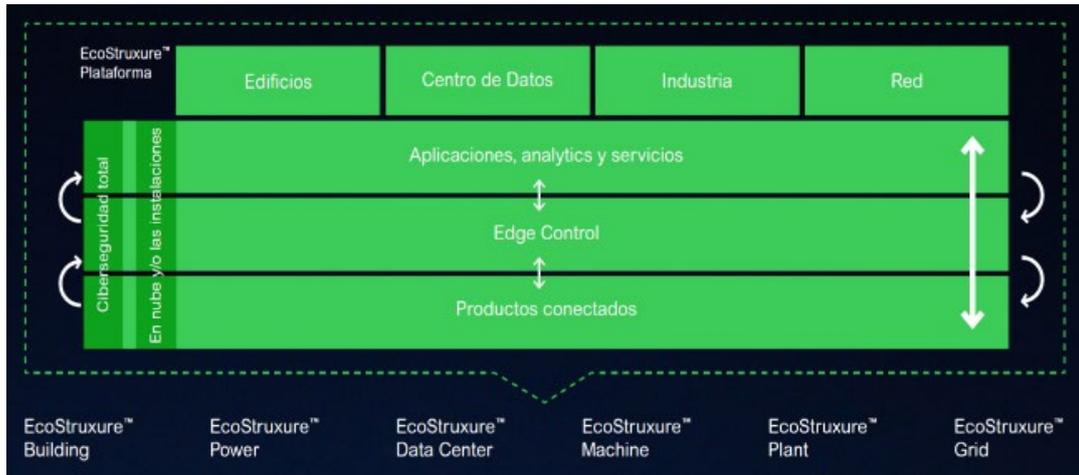 EcoStruxure™
Plataforma
Edificios
Centro de Datos
Industria
Red
Ciberseguridad total
En nube y/o las instalaciones
Aplicaciones, analytics y servicios
Edge Control
Productos conectados
EcoStruxure™
Building
EcoStruxure™
Power
EcoStruxure™
Data Center
EcoStruxure™
Machine
EcoStruxure™
Plant
EcoStruxure™
Grid